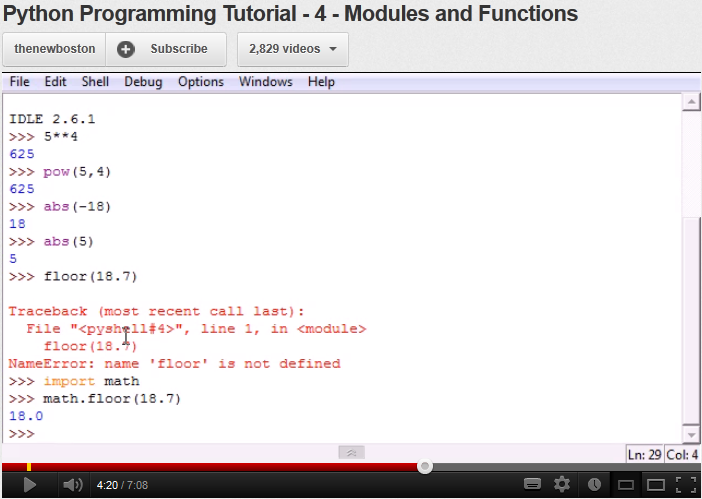 Python Programming Tutorial - 4 - Modules and Functions
thenewboston Subscribe 2,829 videos
File Edit Shell Debug Options Windows Help
IDLE 2.6.1
>>> 5**4
625
>>> pow(5,4)
625
>>> abs(-18)
18
>>> abs(5)
5
>>> floor(18.7)
Traceback (most recent call last):
File "<pyshell#4>", line 1, in <module>
floor(18.7)
NameError: name 'floor' is not defined
>>> import math
>>> math.floor(18.7)
18.0
>>>
Ln: 29 Col: 4
4:20 / 7:08